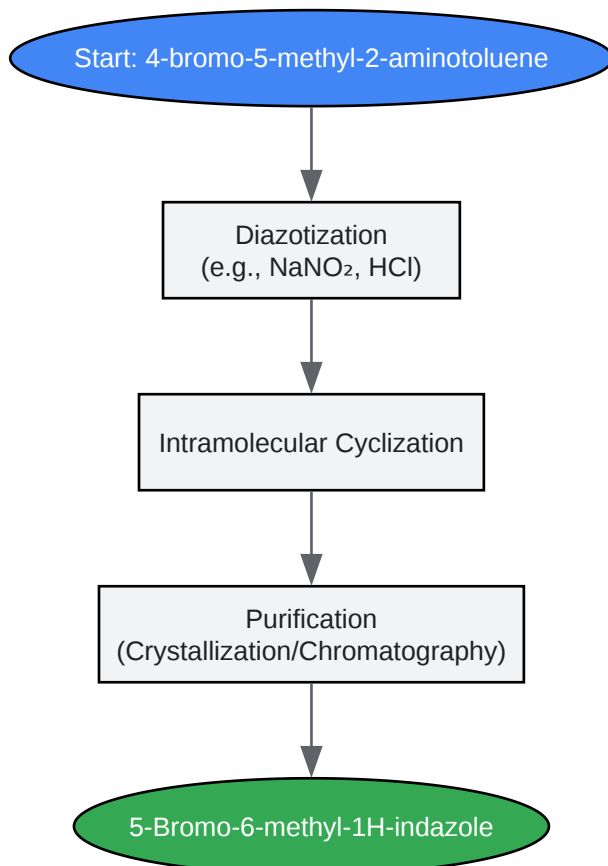 Start: 4-bromo-5-methyl-2-aminotoluene
Diazotization
(e.g., NaNO₂, HCl)
Intramolecular Cyclization
Purification
(Crystallization/Chromatography)
5-Bromo-6-methyl-1H-indazole